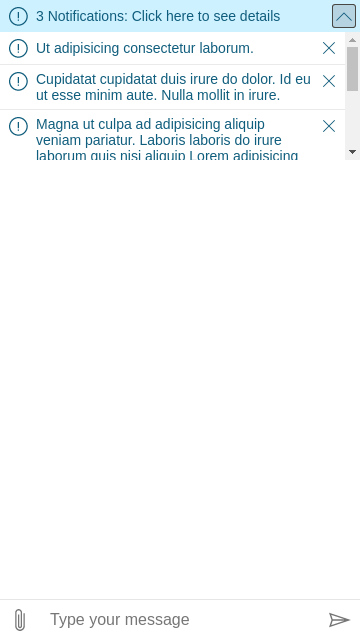 3 Notifications: Click here to see details
Ut adipisicing consectetur laborum.
Cupidatat cupidatat duis irure do dolor. Id eu
ut esse minim aute. Nulla mollit in irure.
Magna ut culpa ad adipisicing aliquip
veniam pariatur. Laboris laboris do irure
laborum quis nisi aliquip Lorem adipisicing
Type your message